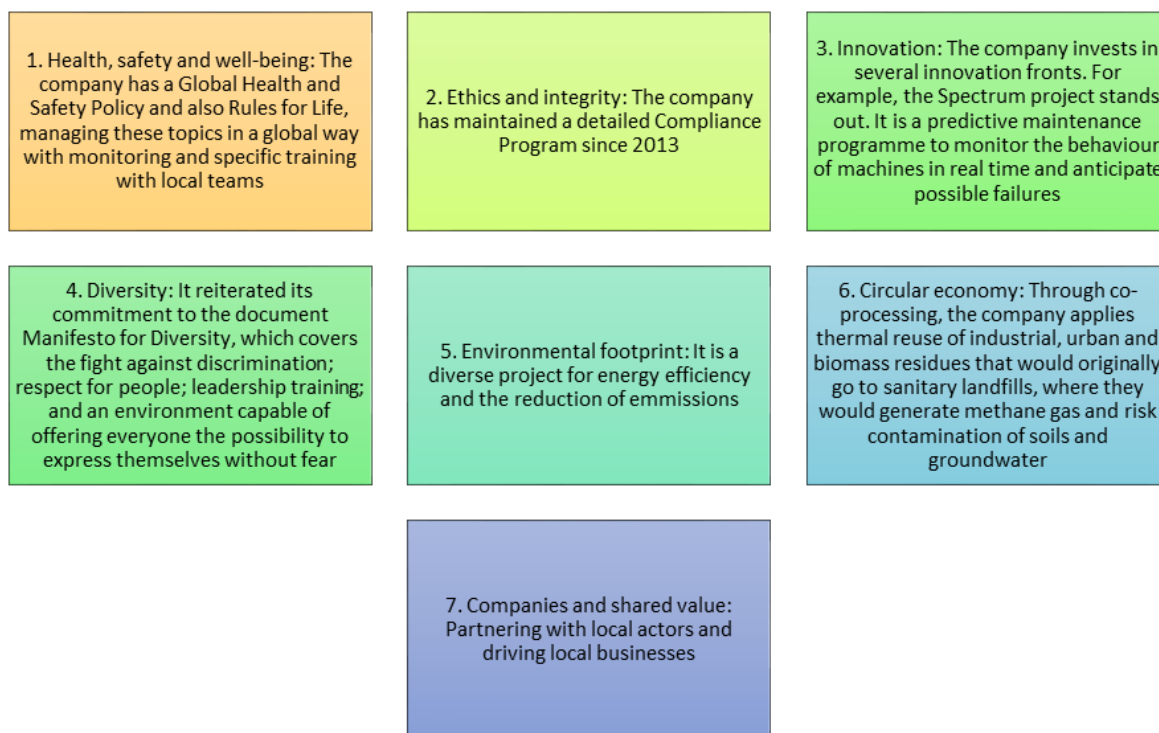 1. Health, safety and well-being: The
company has a Global Health and
Safety Policy and also Rules for Life,
managing these topics in a global way
with monitoring and specific training
with local teams
2. Ethics and integrity: The company
has maintained a detailed Compliance
Program since 2013
3. Innovation: The company invests in
several innovation fronts. For
example, the Spectrum project stands
out. It is a predictive maintenance
programme to monitor the behaviour
of machines in real time and anticipate
possible failures
4. Diversity: It reiterated its
commitment to the document
Manifesto for Diversity, which covers
the fight against discrimination;
respect for people; leadership training;
and an environment capable of
offering everyone the possibility to
express themselves without fear
5. Environmental footprint: It is a
diverse project for energy efficiency
and the reduction of emmissions
6. Circular economy: Through co-
processing, the company applies
thermal reuse of industrial, urban and
biomass residues that would originally
go to sanitary landfills, where they
would generate methane gas and risk
contamination of soils and
groundwater
7. Companies and shared value:
Partnering with local actors and
driving local businesses